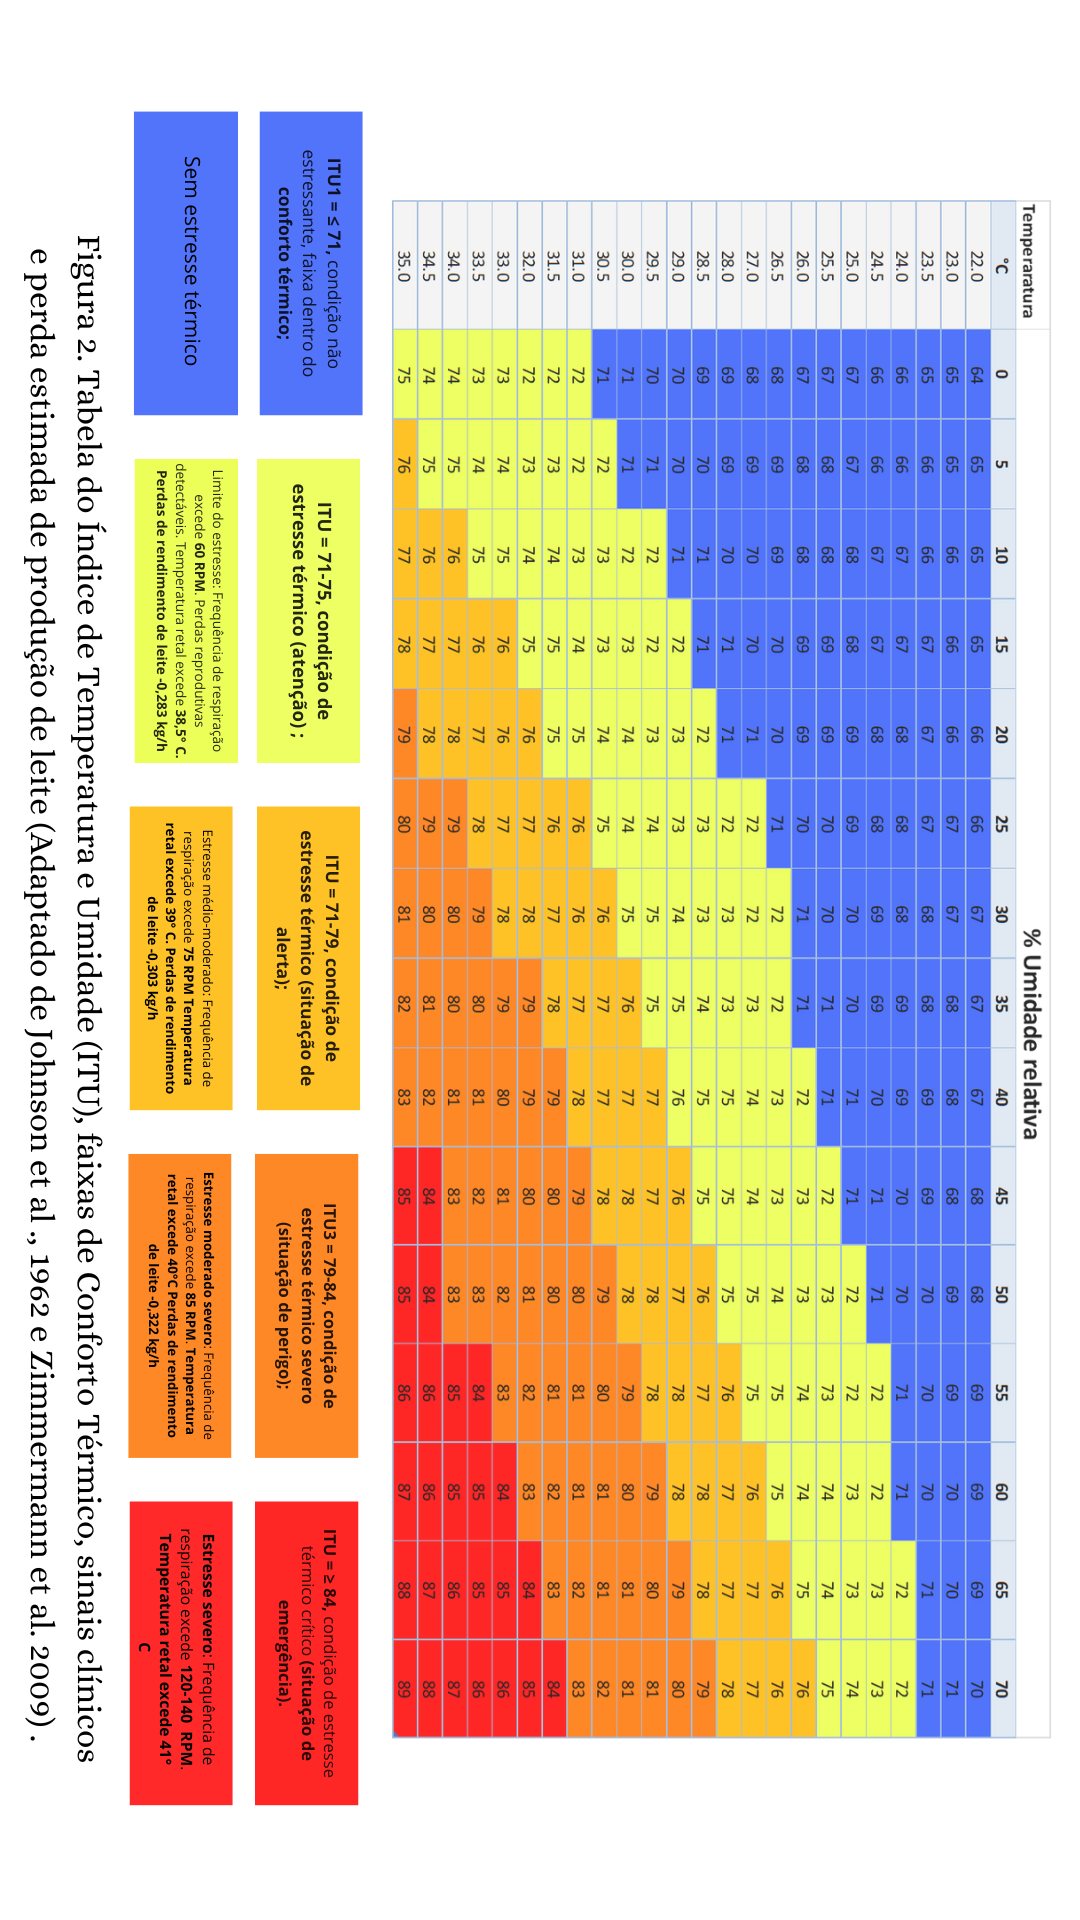 % Umidade relativa
Temperaratura
°C 0 5 10 15 20 25 30 35 40 45 50 55 60 65 70
22.0 64 65 65 65 66 66 67 67 67 68 68 69 69 69 70
23.0 65 65 66 66 66 67 67 68 68 68 69 69 70 70 71
23.5 65 66 66 67 67 67 68 68 69 69 70 70 70 71 71
24.0 66 66 67 67 68 68 68 69 69 70 70 71 71 72 72
24.5 66 66 67 67 68 68 69 69 70 71 71 72 72 73 73
25.0 67 67 68 68 69 69 70 70 71 71 72 72 73 73 74
25.5 67 68 68 69 69 70 70 71 71 72 73 73 74 74 75
26.0 67 68 68 69 69 70 71 71 72 73 73 74 74 75 76
26.5 68 69 69 70 70 71 72 72 73 73 74 75 75 76 76
27.0 68 69 70 70 71 72 72 73 74 74 75 75 76 77 77
28.0 69 69 70 71 71 72 73 73 75 75 75 76 77 77 78
28.5 69 70 71 71 72 73 73 74 75 75 76 77 78 78 79
29.0 70 70 71 72 73 73 74 75 76 76 77 78 78 79 80
29.5 70 71 72 72 73 74 75 75 77 77 78 78 79 80 81
30.0 71 71 72 73 74 74 75 76 77 78 78 79 80 81 81
30.5 71 72 73 73 74 75 76 77 77 78 79 80 81 81 82
31.0 72 72 73 74 75 76 76 77 78 79 80 81 81 82 83
31.5 72 73 74 75 75 76 77 78 79 80 80 81 82 83 84
32.0 72 73 74 75 76 77 78 79 79 80 81 82 83 84 85
33.0 73 74 75 76 76 77 78 79 80 81 82 83 84 85 86
33.5 73 74 75 76 77 78 79 80 81 82 83 84 85 85 86
34.0 74 75 76 77 78 79 80 80 81 83 83 85 85 86 87
34.5 74 75 76 77 78 79 80 81 82 84 84 86 86 87 88
35.0 75 76 77 78 79 80 81 82 83 85 85 86 87 88 89
ITU1 = ≤ 71, condição não
estressante, faixa dentro do
conforto térmico;
ITU = 71-75, condição de
estresse térmico (atenção) ;
ITU = 71-79, condição de
estresse térmico (situação de
alerta);
ITU3 = 79-84, condição de
estresse térmico severo
(situação de perigo);
ITU = ≥ 84, condição de estresse
térmico crítico (situação de
emergência).
Sem estresse térmico
Limite do estresse: Frequência de respiração
excede 60 RPM. Perdas reprodutivas
detectáveis. Temperatura retal excede 38,5° C.
Perdas de rendimento de leite -0,283 kg/h
Estresse médio-moderado: Frequência de
respiração excede 75 RPM Temperatura
retal excede 39° C. Perdas de rendimento
de leite -0,303 kg/h
Estresse moderado severo: Frequência de
respiração excede 85 RPM. Temperatura
retal excede 40°C Perdas de rendimento
de leite -0,322 kg/h
Estresse severo: Frequência de
respiração excede 120-140 RPM.
Temperatura retal excede 41°
C
Figura 2. Tabela do Índice de Temperatura e Umidade (ITU), faixas de Conforto Térmico, sinais clínicos
e perda estimada de produção de leite (Adaptado de Johnson et al ., 1962 e Zimmermann et al. 2009) .